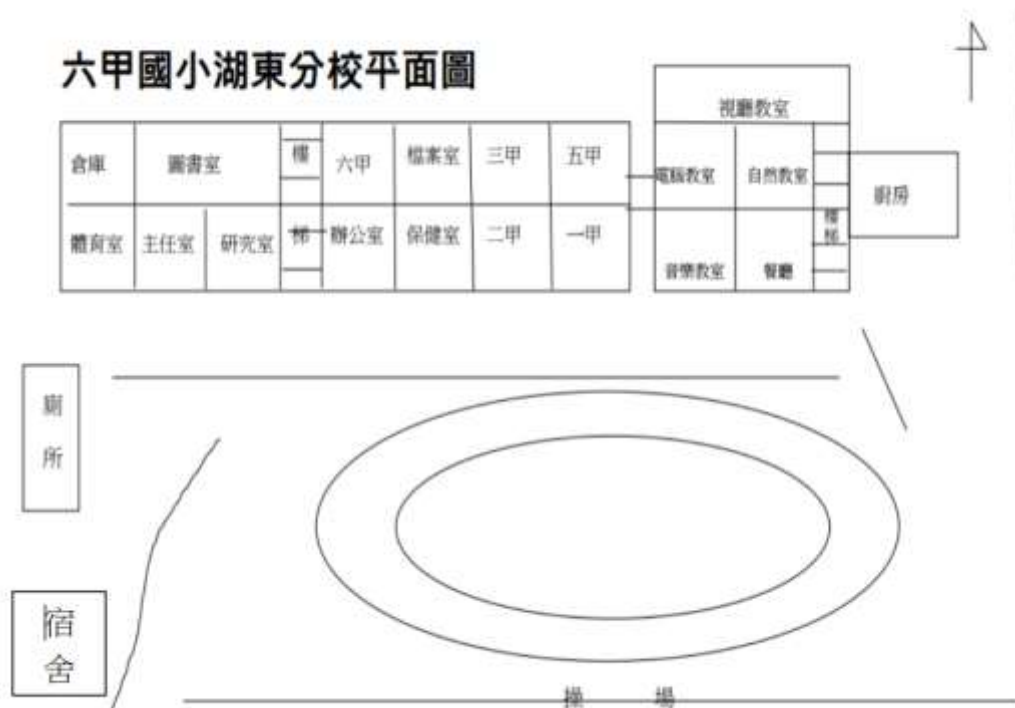 六甲國小湖東分校平面圖
視廳教室
倉庫 圖書室 樓 六甲 檔案室 三甲 五甲
電腦教室 自然教室
廚房
體育室 主任室 研究室 梯 辦公室 保健室 二甲 一甲
樓梯
音樂教室 餐廳
廁所
宿舍
操場